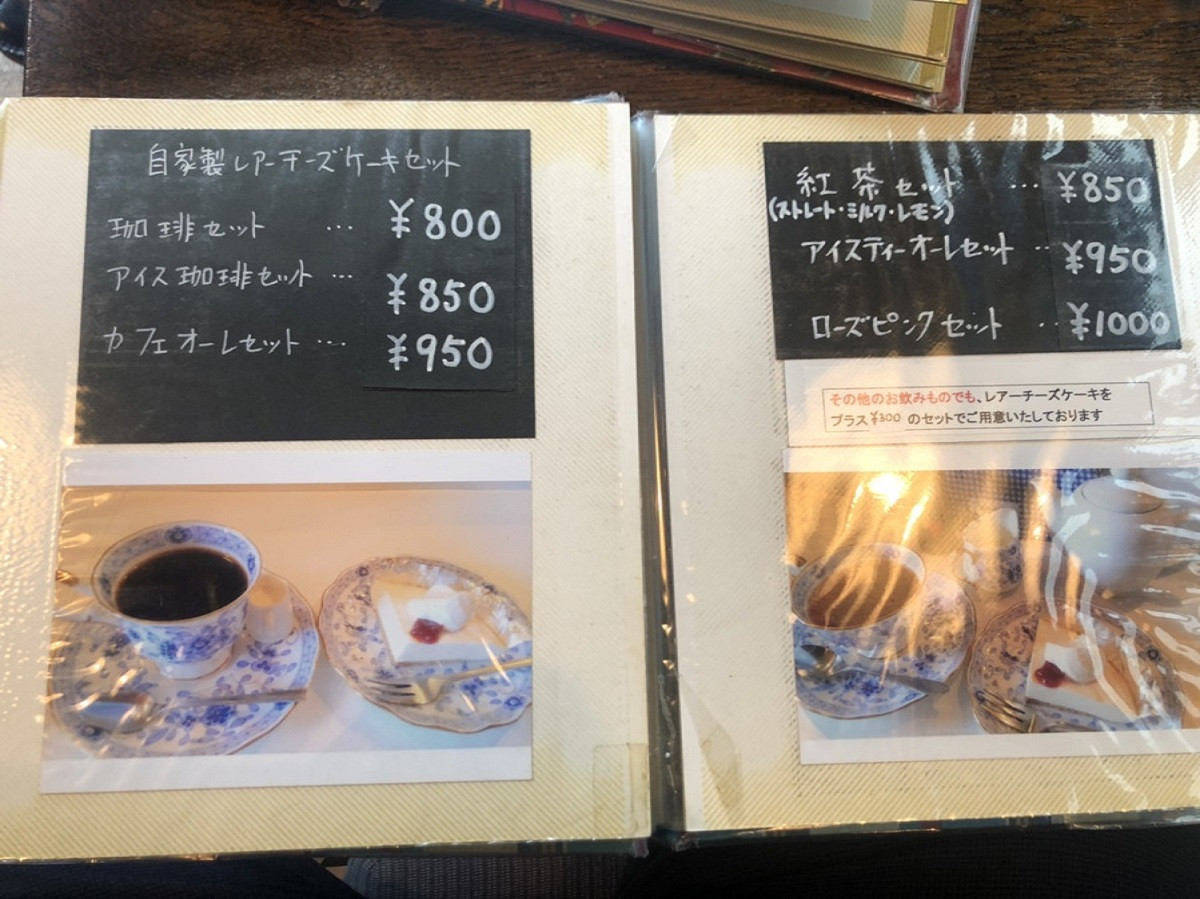 自家製レアーチーズケーキセット
珈琲セット … ¥800
アイス珈琲セット … ¥850
カフェオーレセット … ¥950
紅茶セット … ¥850
(ストレート・ミルク・レモン)
アイスティーオーレセット … ¥950
ローズピンクセット … ¥1000
その他のお飲みものでも、レアーチーズケーキを
プラス¥300 のセットでご用意いたしております